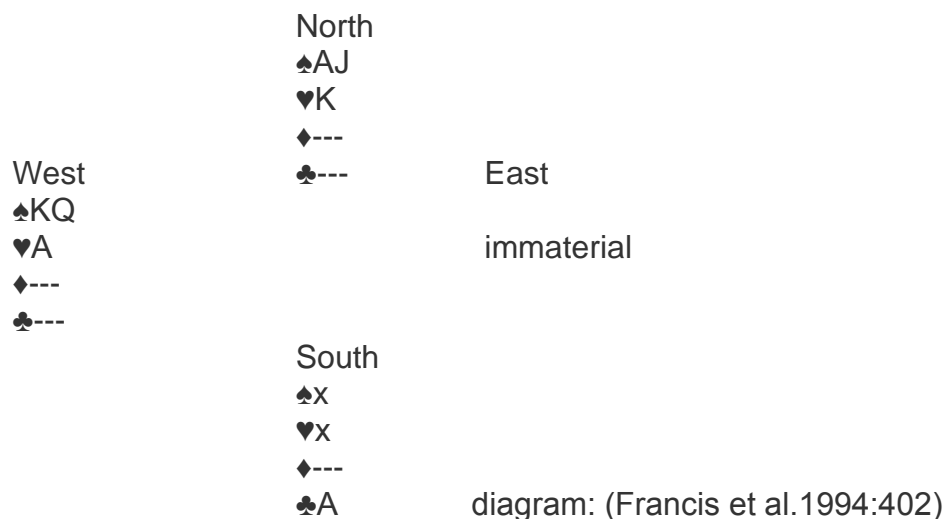 North
♠AJ
♥K
♦---
West ♣--- East
♠KQ
♥A immaterial
♦---
♣---
South
♠x
♥x
♦---
♣A diagram: (Francis et al.1994:402)